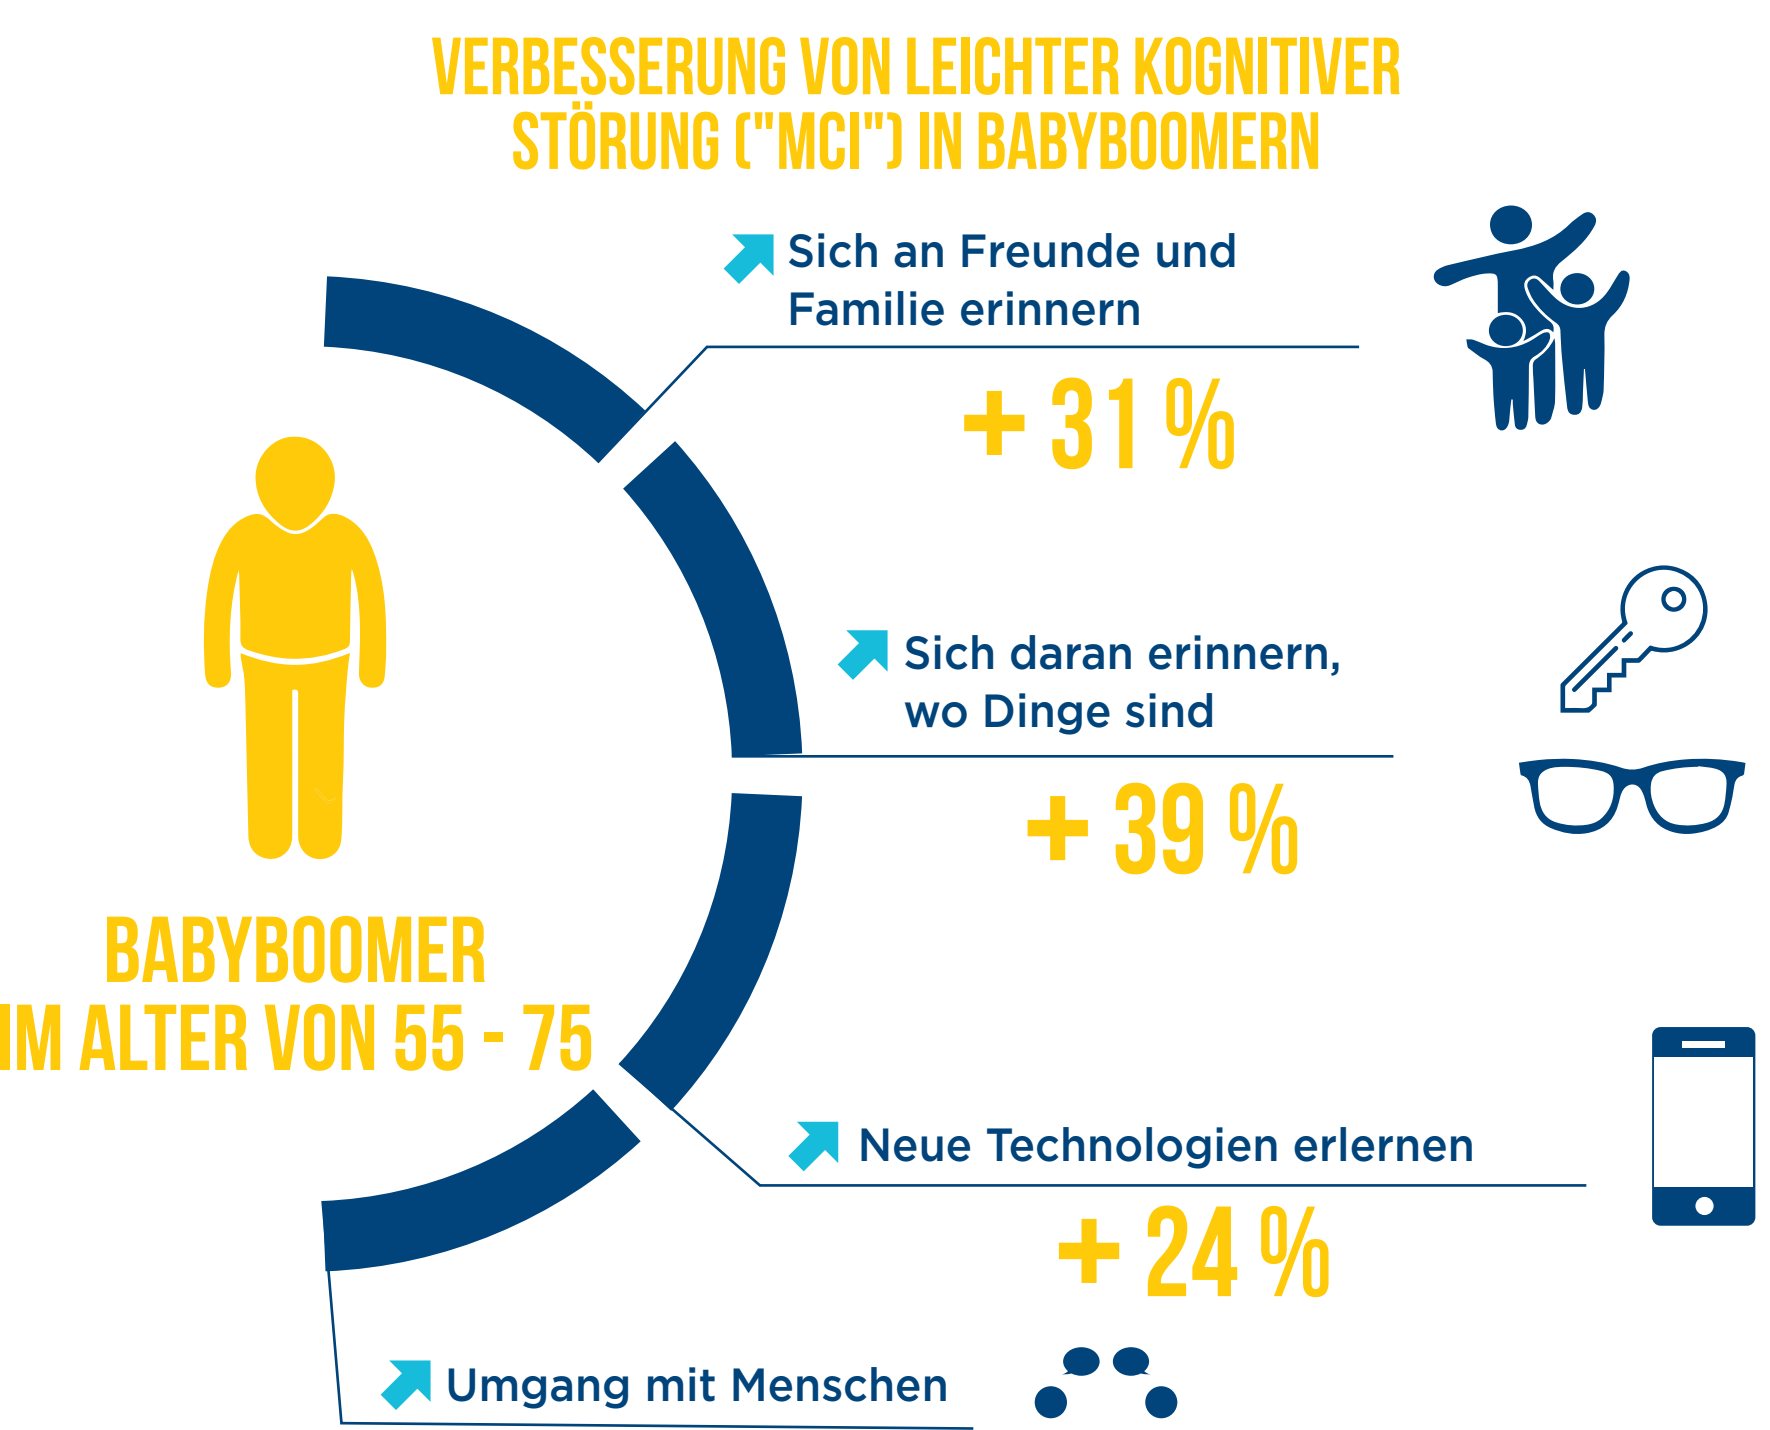 VERBESSERUNG VON LEICHTER KOGNITIVER
STÖRUNG ("MCI") IN BABYBOOMERN
Sich an Freunde und
Familie erinnern
+ 31 %
Sich daran erinnern,
wo Dinge sind
+ 39 %
BABYBOOMER
IM ALTER VON 55 - 75
Neue Technologien erlernen
+ 24 %
Umgang mit Menschen